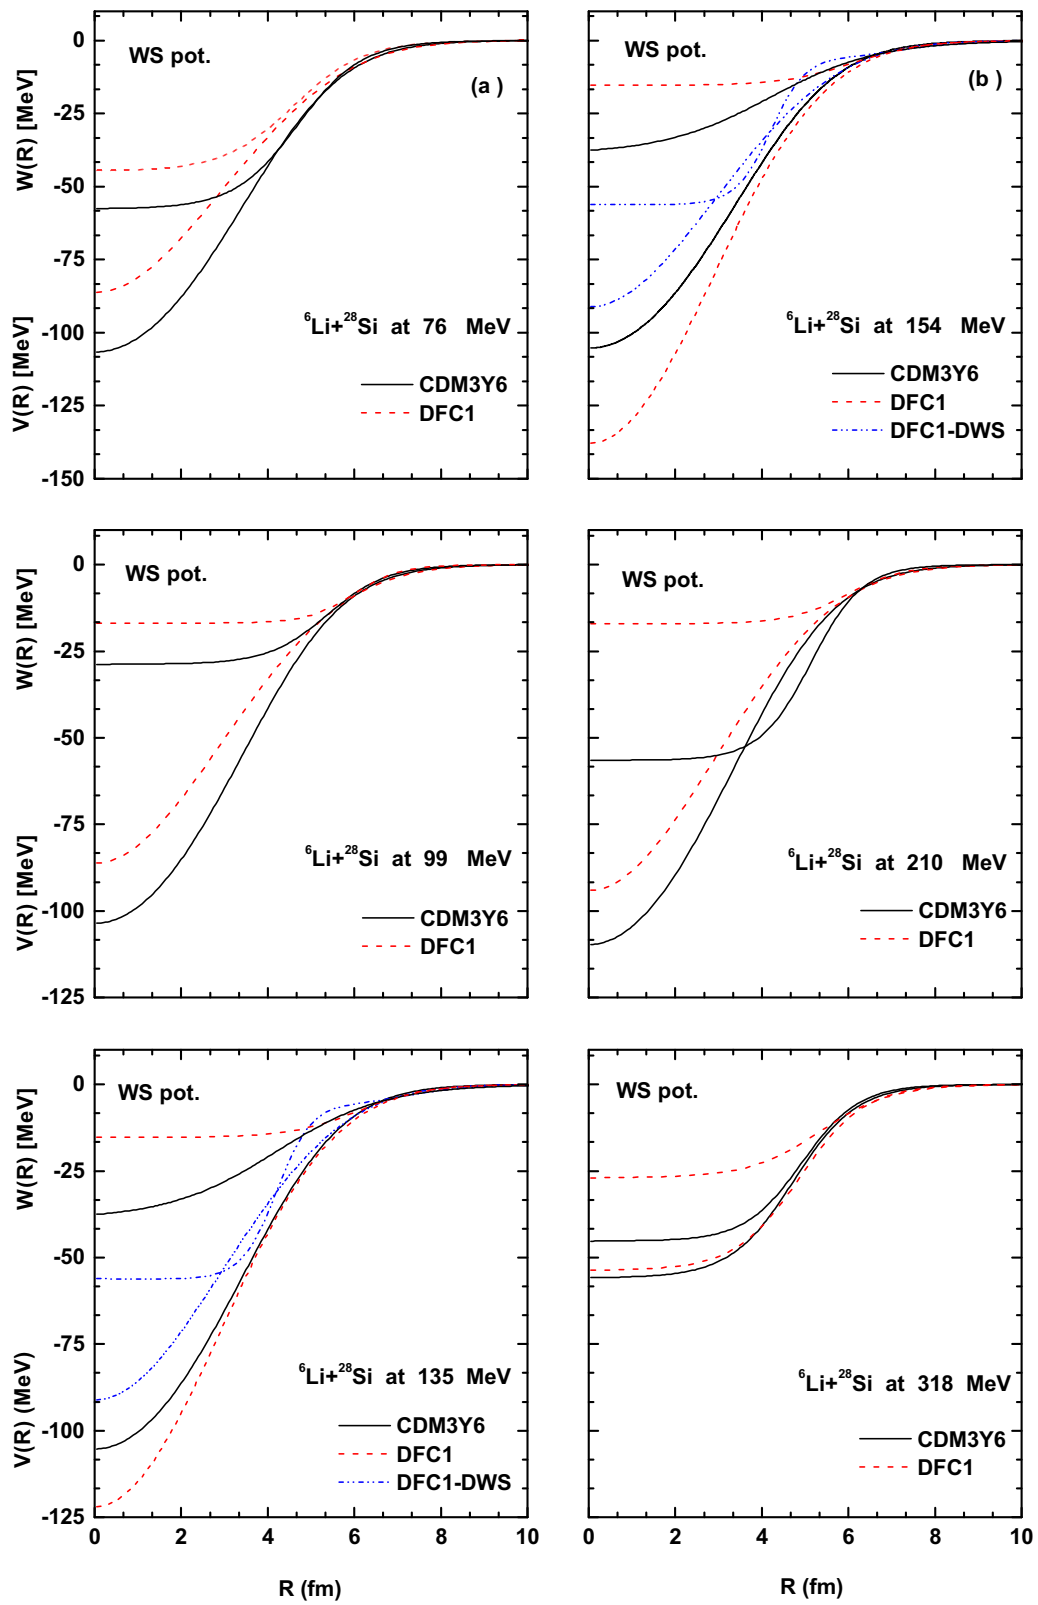 WS pot.
(a )
0
-25
-50
-75
-100
-125
-150
W(R) [MeV]
V(R) [MeV]
⁶Li+²⁸Si at 76 MeV
CDM3Y6
DFC1
WS pot.
(b )
⁶Li+²⁸Si at 154 MeV
CDM3Y6
DFC1
DFC1-DWS
WS pot.
0
-25
-50
-75
-100
-125
W(R) [MeV]
V(R) [MeV]
⁶Li+²⁸Si at 99 MeV
CDM3Y6
DFC1
WS pot.
⁶Li+²⁸Si at 210 MeV
CDM3Y6
DFC1
WS pot.
0
-25
-50
-75
-100
-125
W(R) [MeV]
V(R) (MeV)
⁶Li+²⁸Si at 135 MeV
CDM3Y6
DFC1
DFC1-DWS
0 2 4 6 8 10
R (fm)
WS pot.
⁶Li+²⁸Si at 318 MeV
CDM3Y6
DFC1
0 2 4 6 8 10
R (fm)